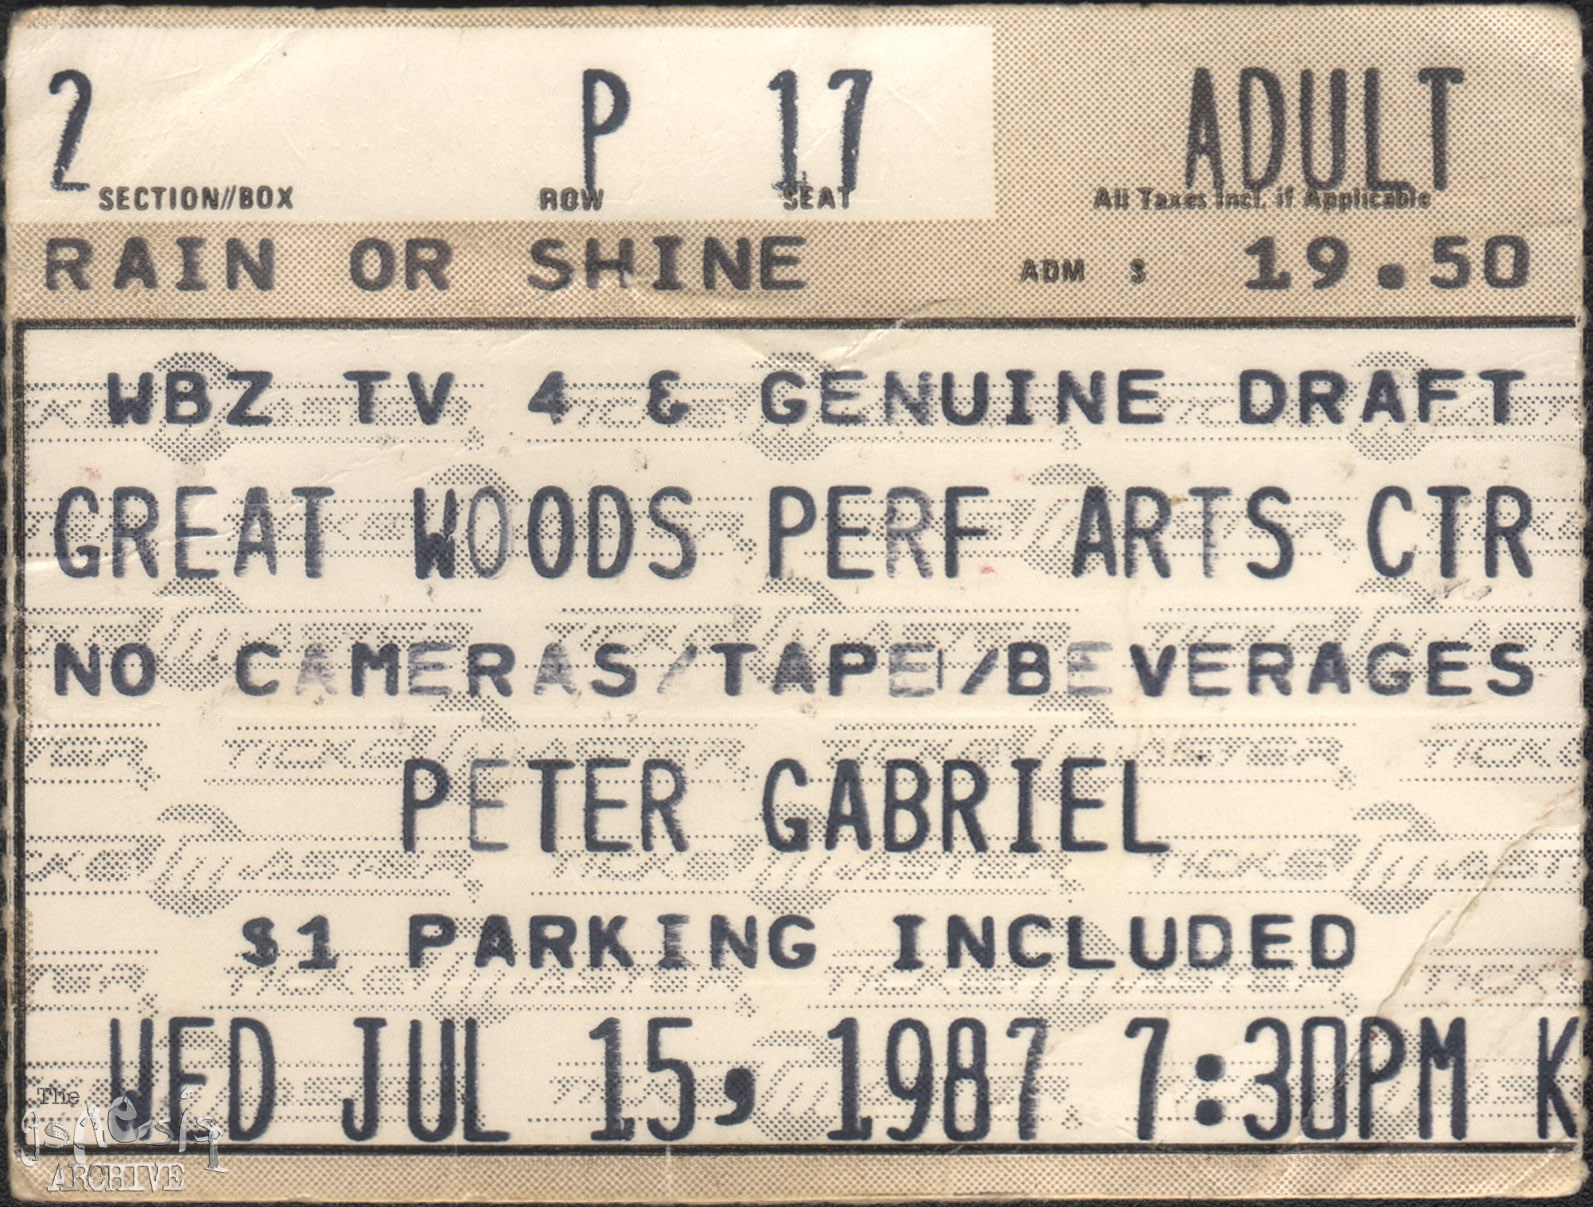 2 SECTION//BOX P ROW 17 SEAT
ADULT
All Taxes Incl. if Applicable
RAIN OR SHINE ADM $ 19.50
WBZ TV 4 & GENUINE DRAFT
GREAT WOODS PERF ARTS CTR
NO CAMERAS/TAPE/BEVERAGES
PETER GABRIEL
$1 PARKING INCLUDED
WED JUL 15, 1987 7:30PM K
TICKETMASTER
The Genesis
ARCHIVE